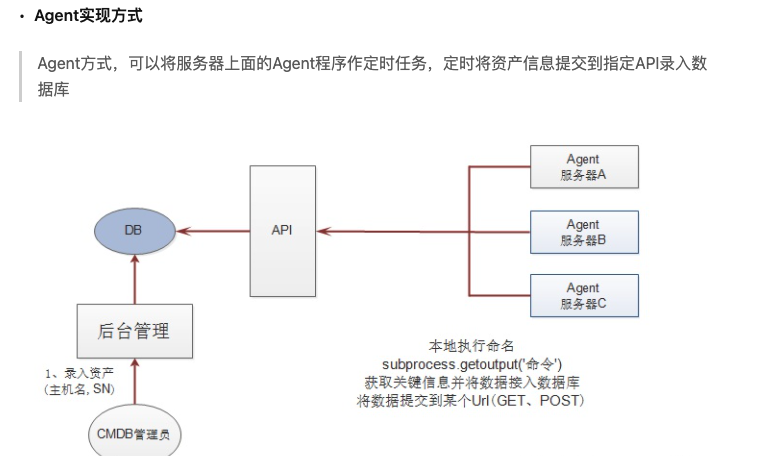 • Agent实现方式
Agent方式，可以将服务器上面的Agent程序作定时任务，定时将资产信息提交到指定API录入数
据库
Agent
服务器A
DB
API
Agent
服务器B
Agent
服务器C
后台管理
本地执行命名
subprocess.getoutput('命令')
获取关键信息并将数据接入数据库
将数据提交到某个Url（GET、POST）
1、录入资产
(主机名, SN)
CMDB管理员